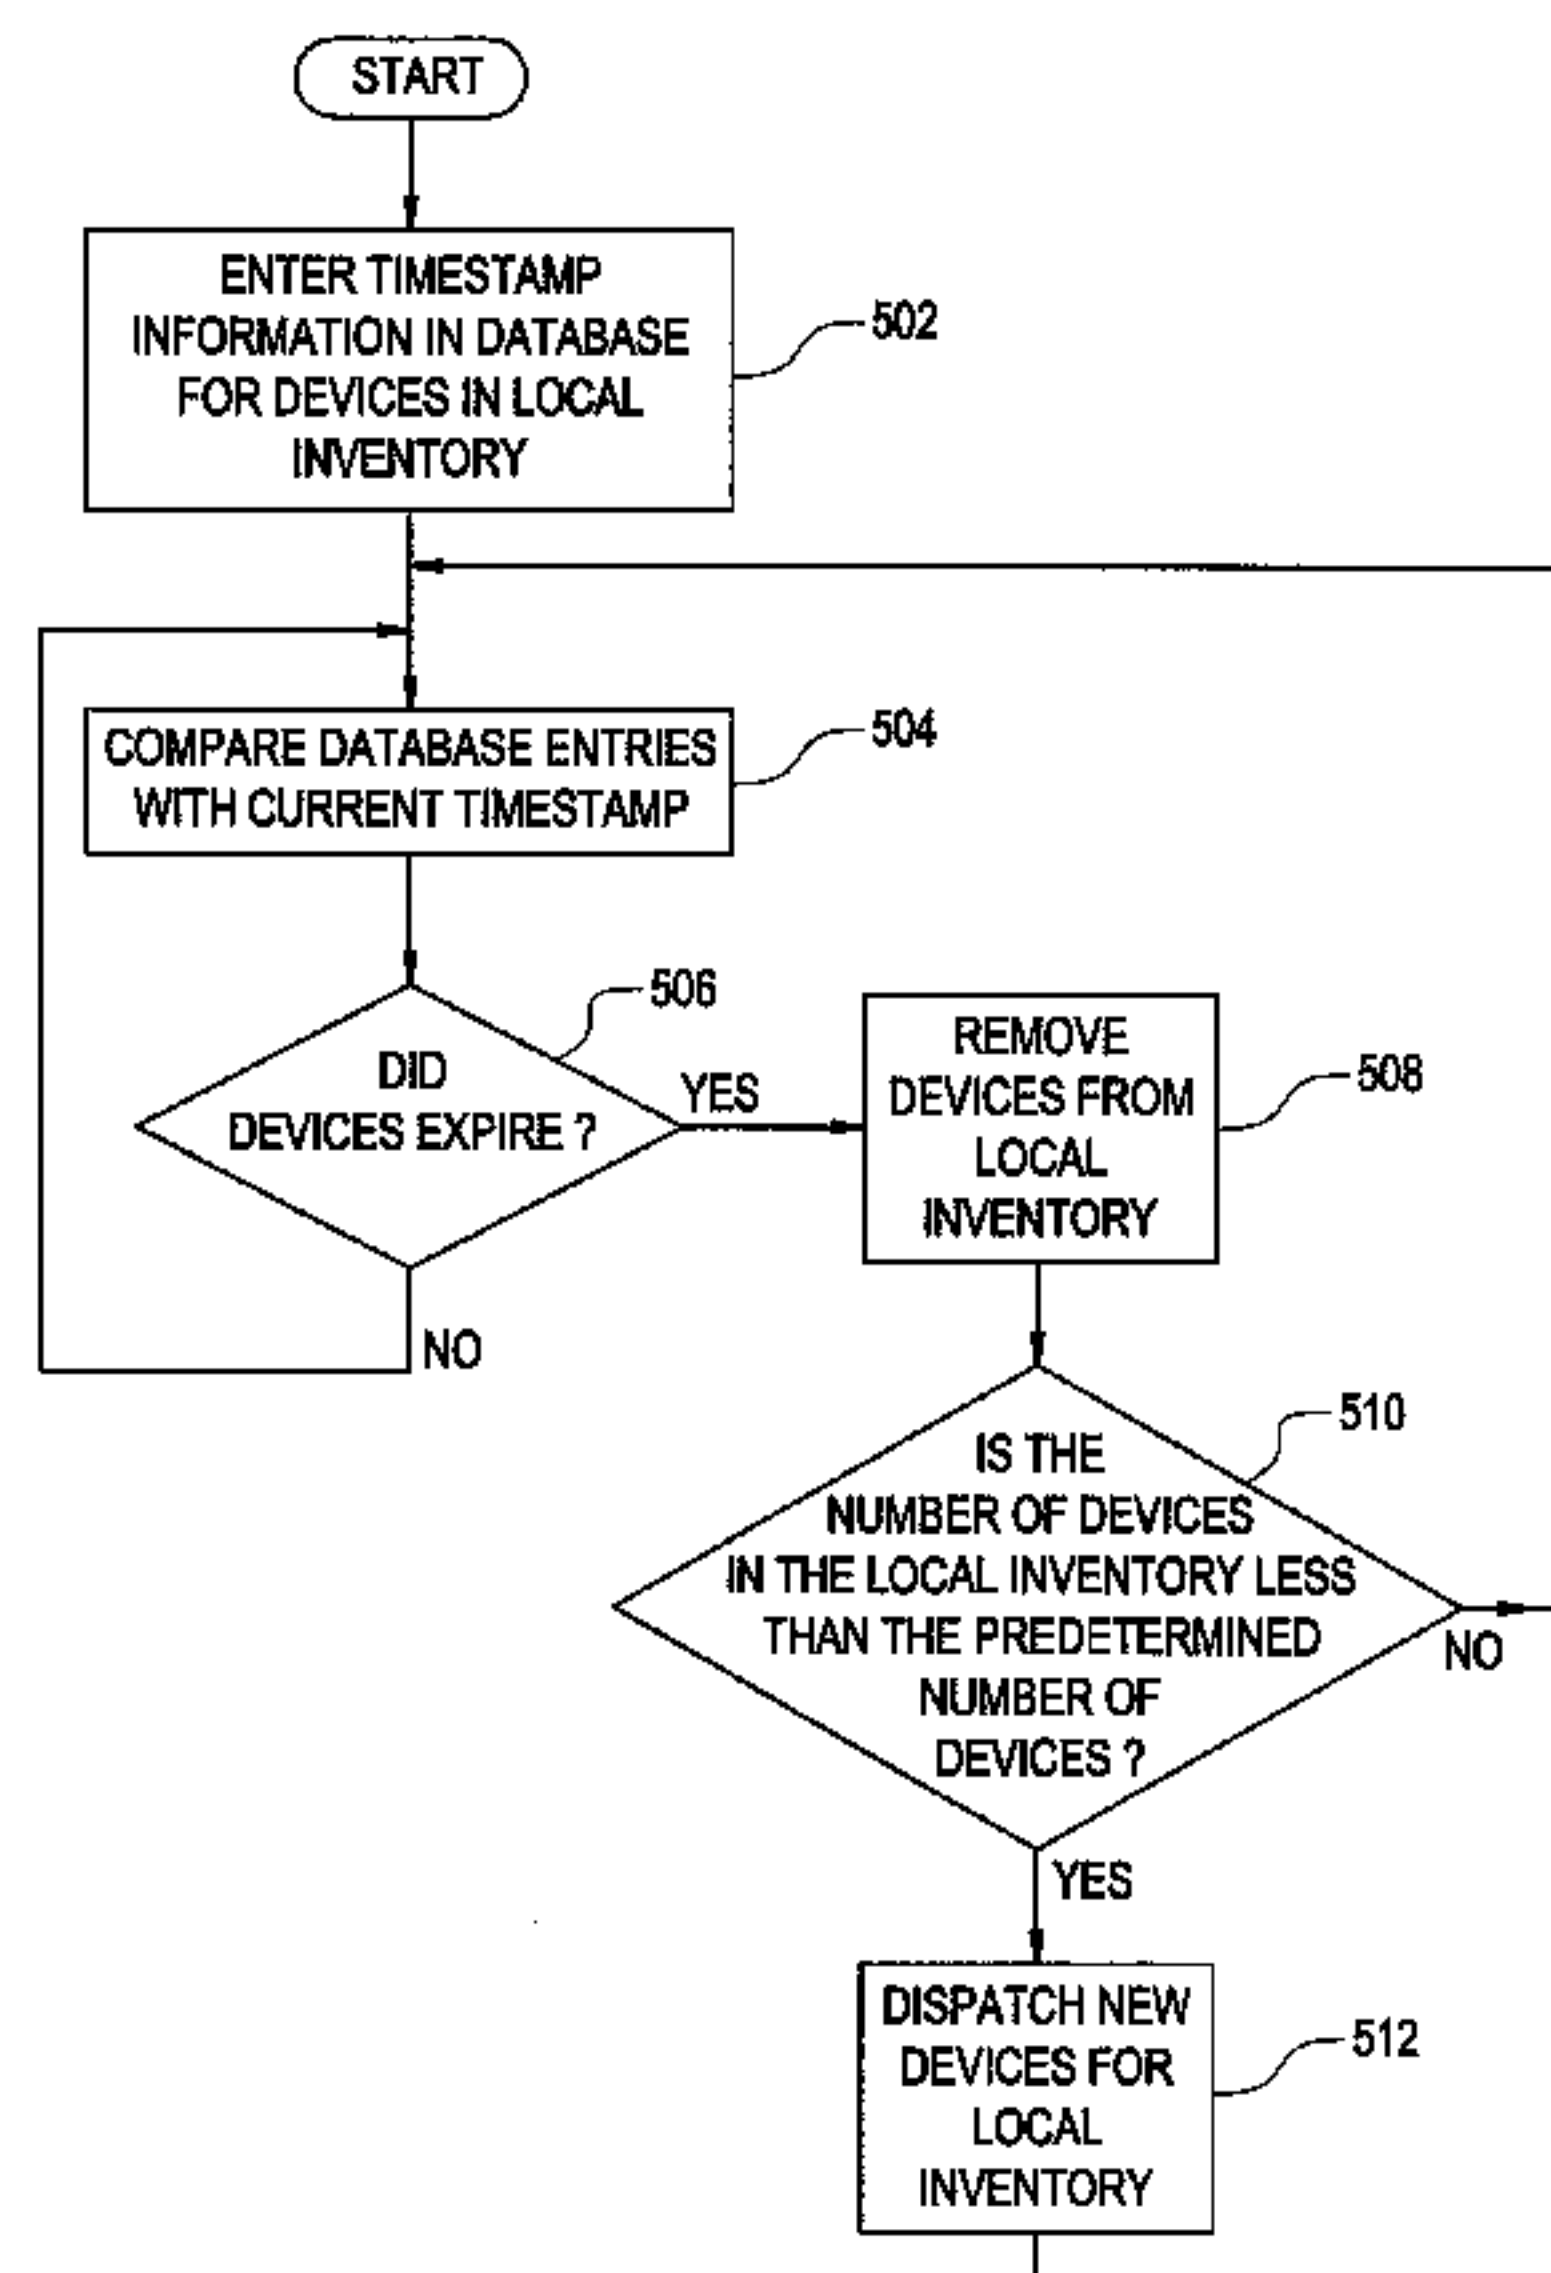 START
ENTER TIMESTAMP
INFORMATION IN DATABASE
FOR DEVICES IN LOCAL
INVENTORY
502
COMPARE DATABASE ENTRIES
WITH CURRENT TIMESTAMP
504
DID
DEVICES EXPIRE ?
506
YES
NO
REMOVE
DEVICES FROM
LOCAL
INVENTORY
508
IS THE
NUMBER OF DEVICES
IN THE LOCAL INVENTORY LESS
THAN THE PREDETERMINED
NUMBER OF
DEVICES ?
510
NO
YES
DISPATCH NEW
DEVICES FOR
LOCAL
INVENTORY
512